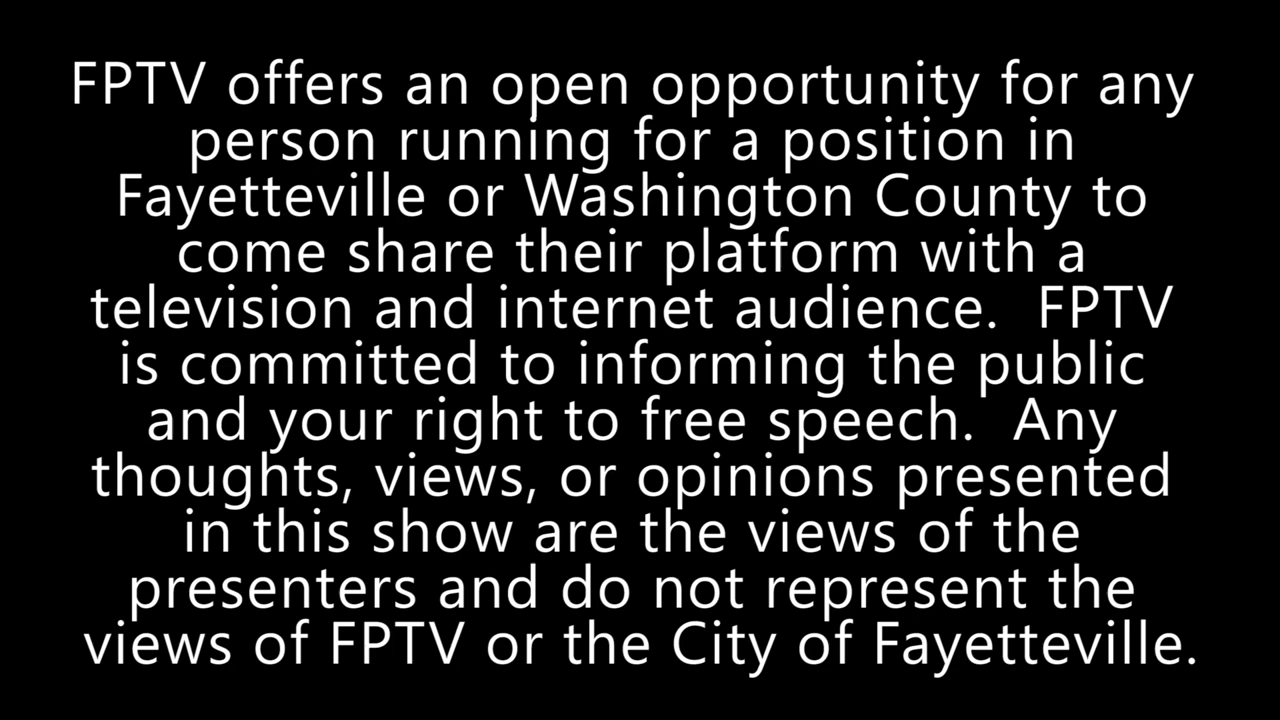 FPTV offers an open opportunity for any
person running for a position in
Fayetteville or Washington County to
come share their platform with a
television and internet audience.  FPTV
is committed to informing the public
and your right to free speech.  Any
thoughts, views, or opinions presented
in this show are the views of the
presenters and do not represent the
views of FPTV or the City of Fayetteville.